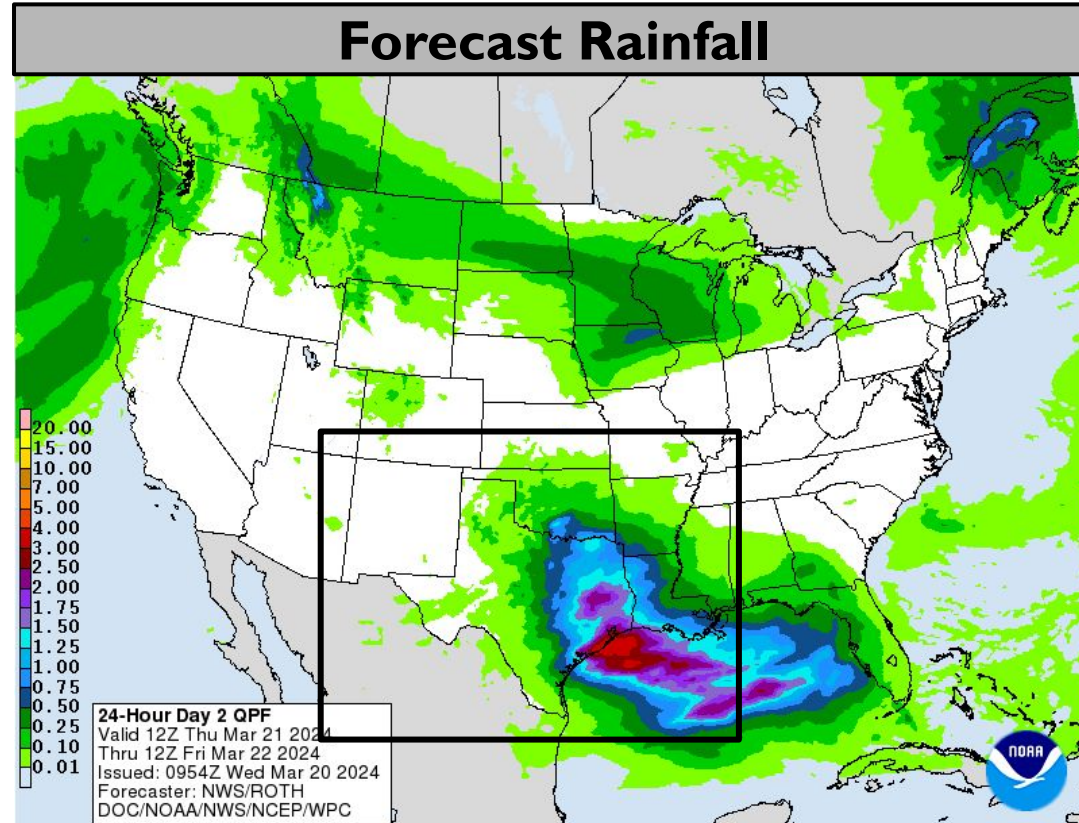 Forecast Rainfall
20.00
15.00
10.00
7.00
5.00
4.00
3.00
2.50
2.00
1.75
1.50
1.25
1.00
0.75
0.50
0.25
0.10
0.01
24-Hour Day 2 QPF
Valid 12Z Thu Mar 21 2024
Thru 12Z Fri Mar 22 2024
Issued: 0954Z Wed Mar 20 2024
Forecaster: NWS/ROTH
DOC/NOAA/NWS/NCEP/WPC
NOAA